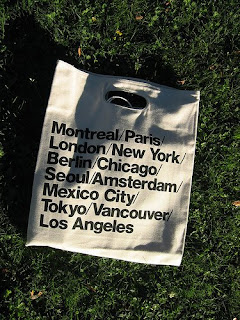 Montreal/Paris/
London/New York/
Berlin/Chicago/
Seoul/Amsterdam/
Mexico City/
Tokyo/Vancouver/
Los Angeles